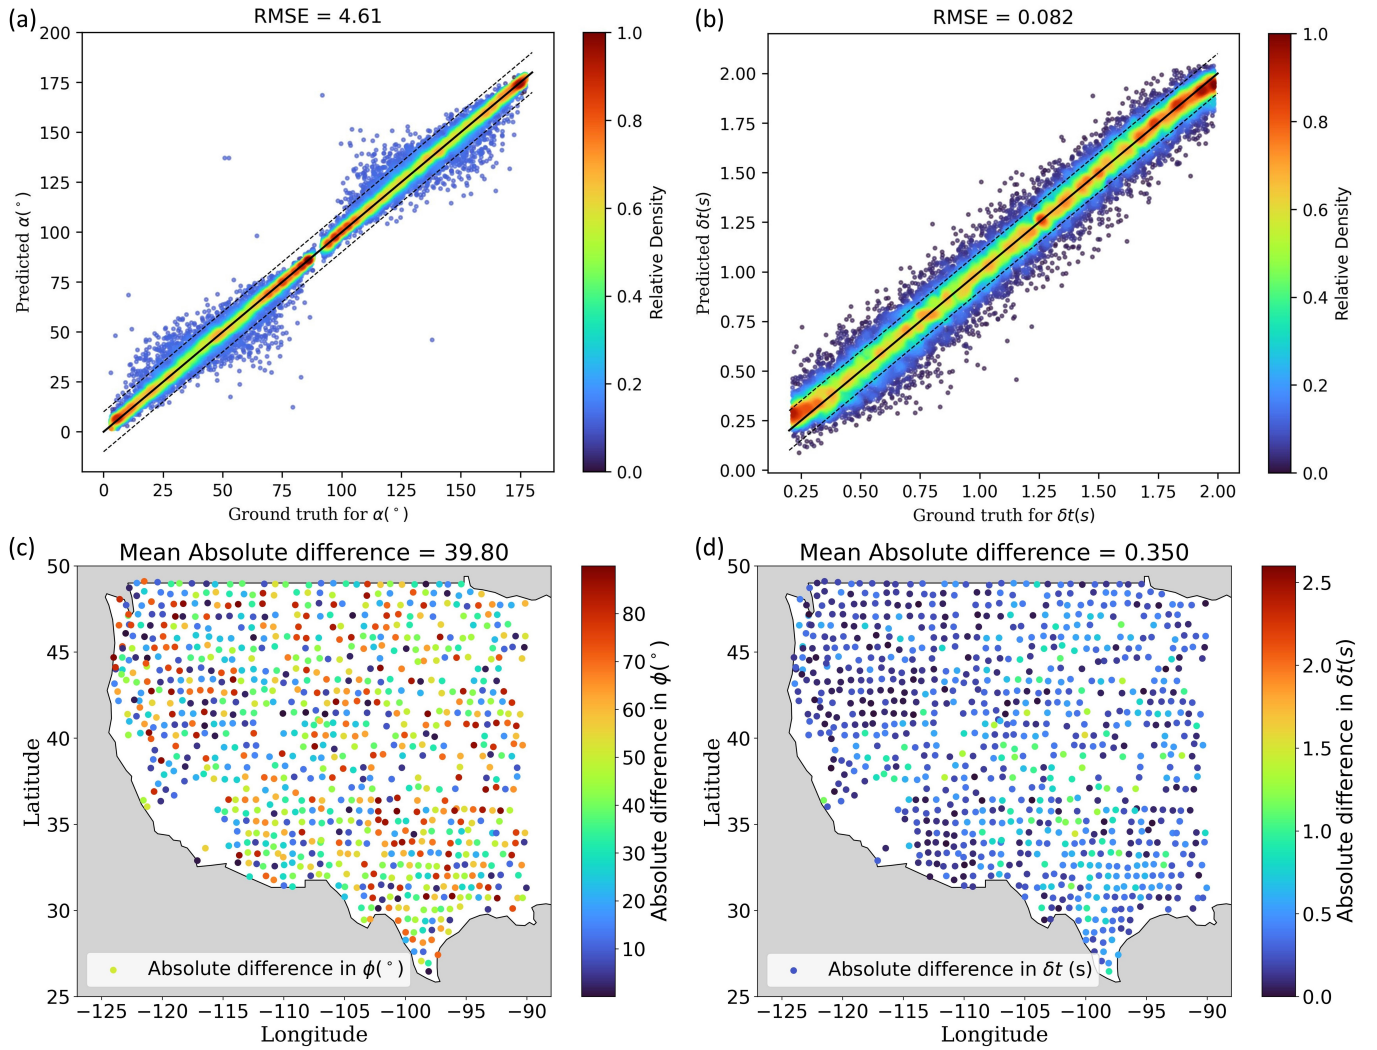 (a)
RMSE = 4.61
200
175
150
125
100
75
50
25
0
Predicted α(°)
0 25 50 75 100 125 150 175
Ground truth for α(°)
1.0
0.8
0.6
0.4
0.2
0.0
Relative Density
(b)
RMSE = 0.082
2.00
1.75
1.50
1.25
1.00
0.75
0.50
0.25
0.00
Predicted δt(s)
0.25 0.50 0.75 1.00 1.25 1.50 1.75 2.00
Ground truth for δt(s)
1.0
0.8
0.6
0.4
0.2
0.0
Relative Density
(c)
Mean Absolute difference = 39.80
50
45
40
35
30
25
Latitude
Absolute difference in ϕ(°)
−125 −120 −115 −110 −105 −100 −95 −90
Longitude
80
70
60
50
40
30
20
10
Absolute difference in ϕ(°)
(d)
Mean Absolute difference = 0.350
50
45
40
35
30
25
Latitude
Absolute difference in δt (s)
−125 −120 −115 −110 −105 −100 −95 −90
Longitude
2.5
2.0
1.5
1.0
0.5
0.0
Absolute difference in δt(s)